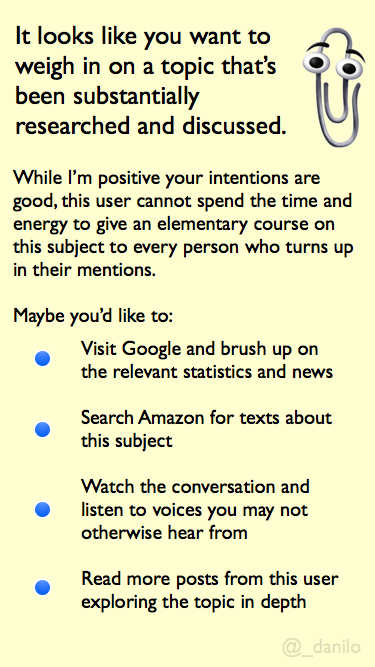 It looks like you want to
weigh in on a topic that’s
been substantially
researched and discussed.
While I’m positive your intentions are
good, this user cannot spend the time and
energy to give an elementary course on
this subject to every person who turns up
in their mentions.
Maybe you’d like to:
Visit Google and brush up on
the relevant statistics and news
Search Amazon for texts about
this subject
Watch the conversation and
listen to voices you may not
otherwise hear from
Read more posts from this user
exploring the topic in depth
@_danilo